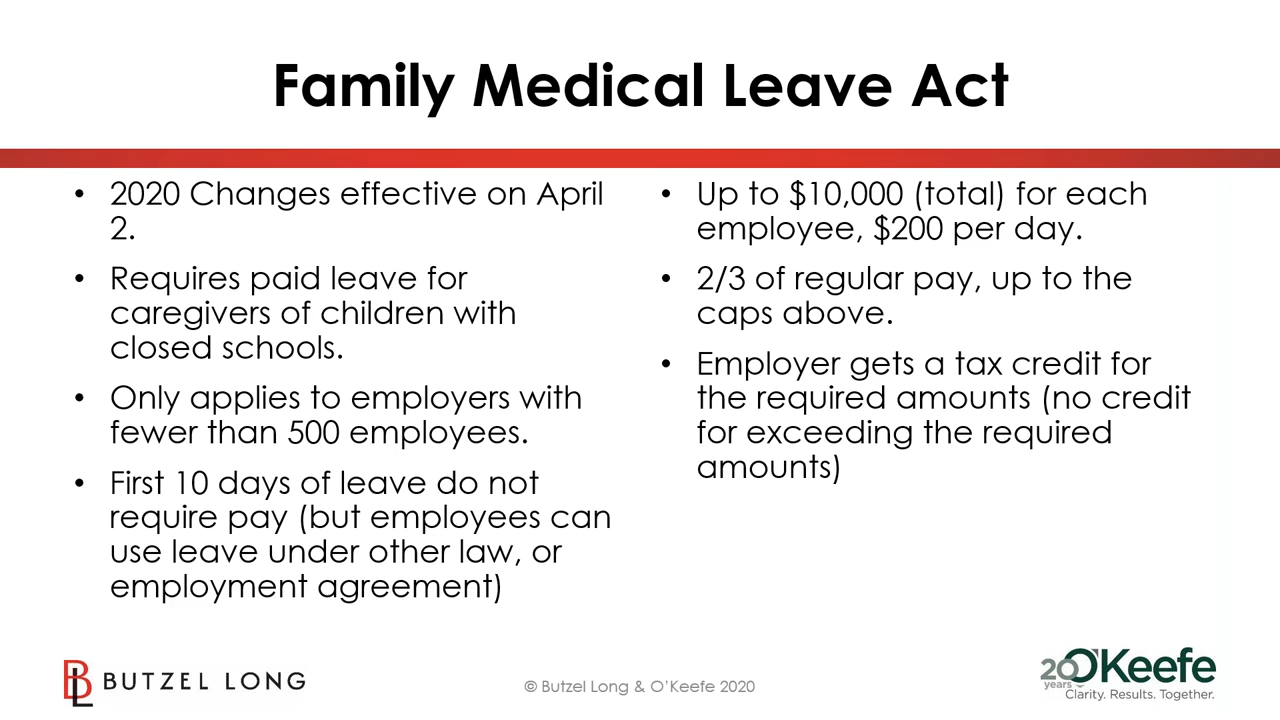 Family Medical Leave Act
• 2020 Changes effective on April
2.
• Requires paid leave for
caregivers of children with
closed schools.
• Only applies to employers with
fewer than 500 employees.
• First 10 days of leave do not
require pay (but employees can
use leave under other law, or
employment agreement)
• Up to $10,000 (total) for each
employee, $200 per day.
• 2/3 of regular pay, up to the
caps above.
• Employer gets a tax credit for
the required amounts (no credit
for exceeding the required
amounts)
BL BUTZEL LONG
© Butzel Long & O’Keefe 2020
20 years O’Keefe
Clarity. Results. Together.